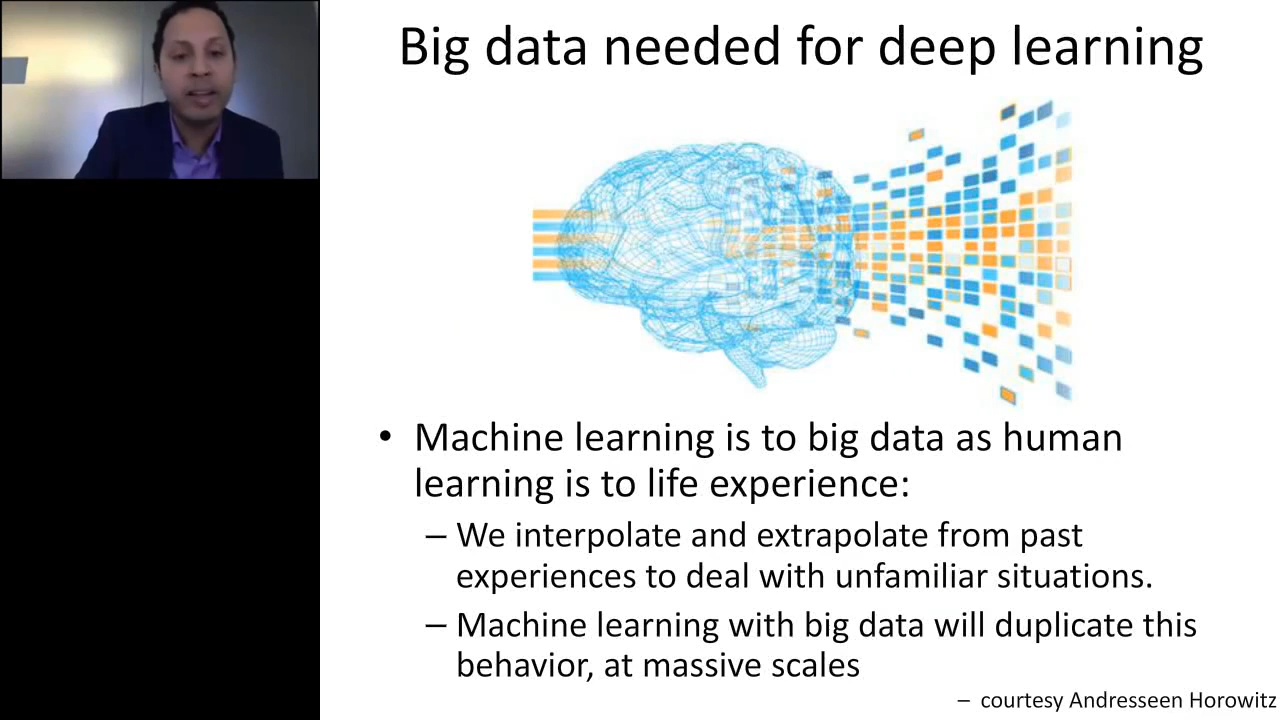 Big data needed for deep learning
• Machine learning is to big data as human
learning is to life experience:
– We interpolate and extrapolate from past
experiences to deal with unfamiliar situations.
– Machine learning with big data will duplicate this
behavior, at massive scales
– courtesy Andresseen Horowitz